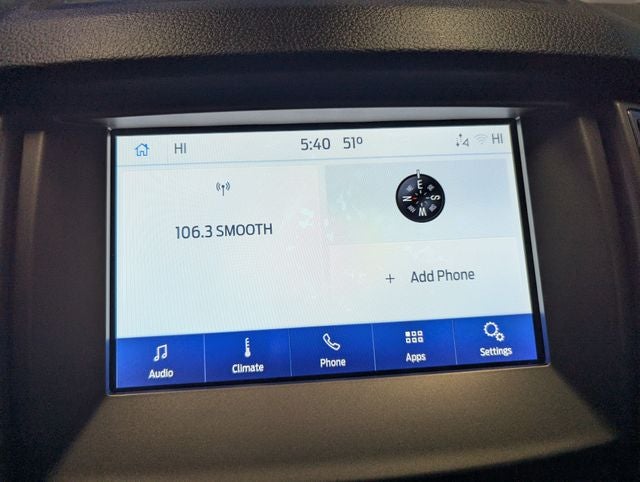 HI 5:40 51° HI
106.3 SMOOTH
N E S W
+ Add Phone
Audio Climate Phone Apps Settings